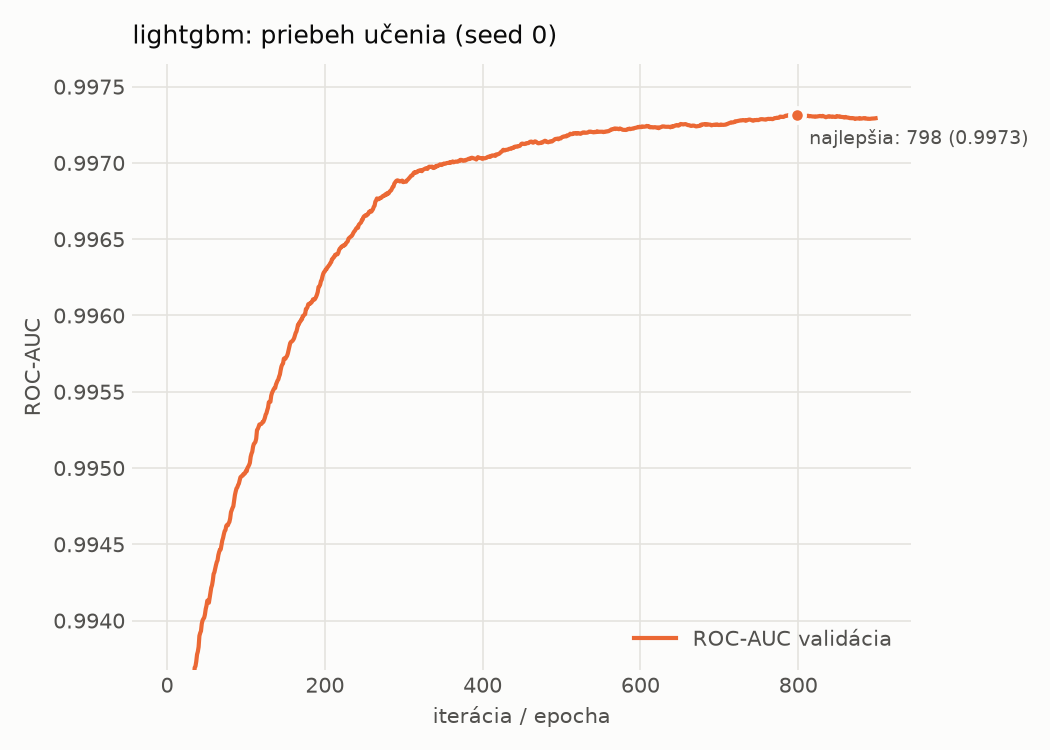 lightgbm: priebeh učenia (seed 0)
0.9975
0.9970
0.9965
0.9960
0.9955
0.9950
0.9945
0.9940
ROC-AUC
najlepšia: 798 (0.9973)
ROC-AUC validácia
0 200 400 600 800
iterácia / epocha